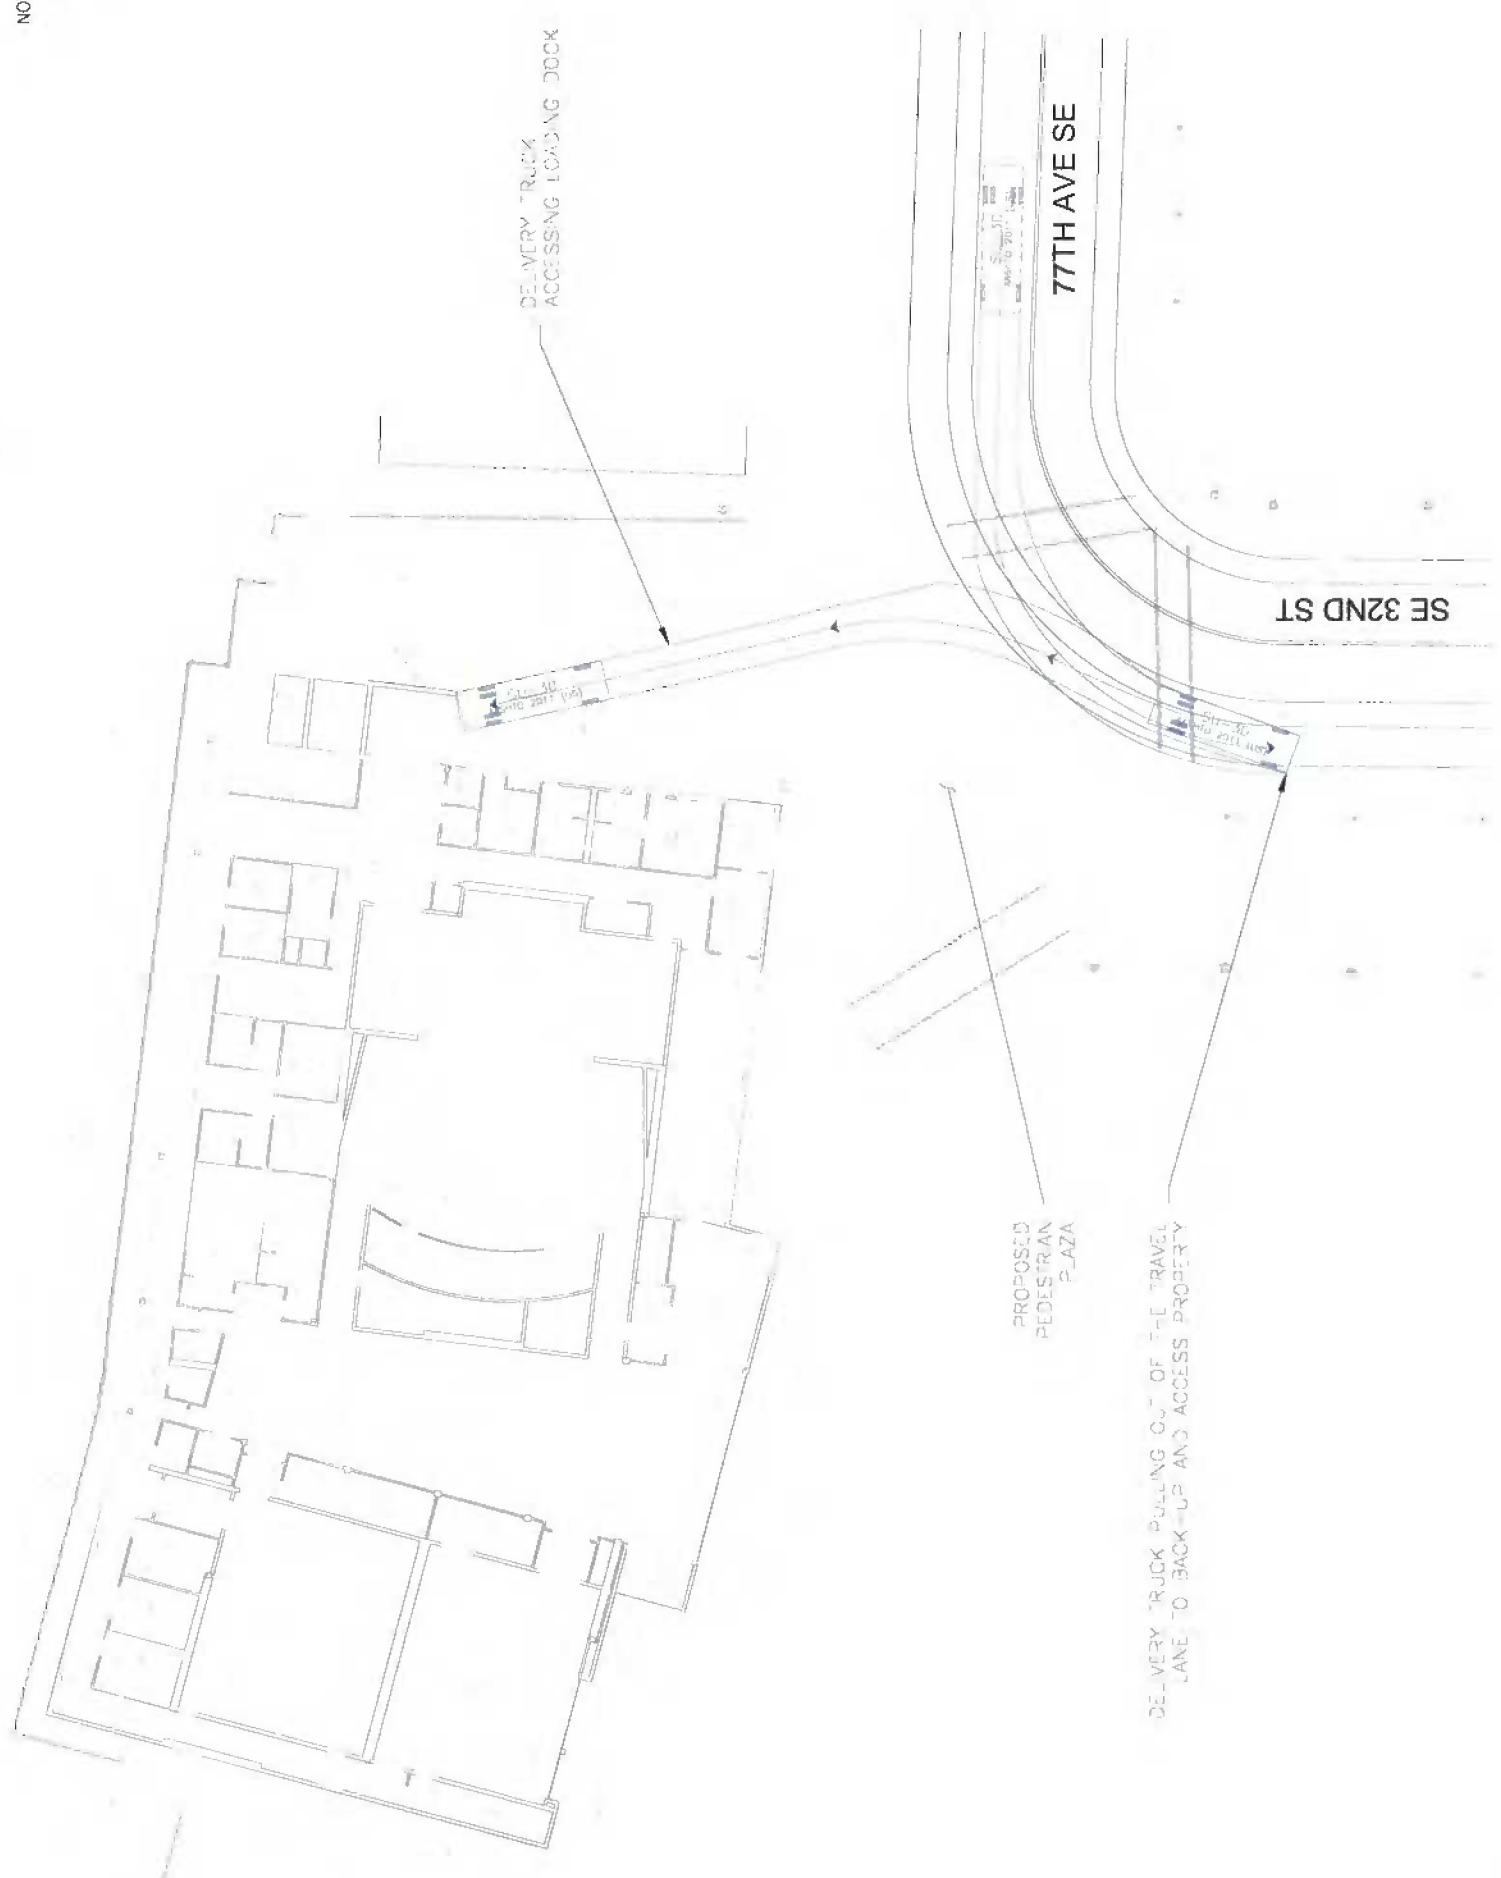 NO
DELIVERY TRUCK
ACCESSING LOADING DOCK
77TH AVE SE
SE 32ND ST
PROPOSED
PEDESTRIAN
PLAZA
DELIVERY TRUCK PULLING OUT OF THE TRAVEL
LANE TO BACK-UP AND ACCESS PROPERTY